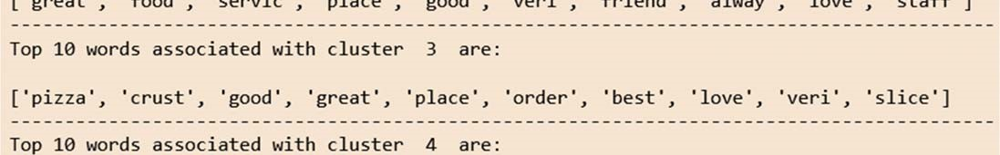 ['great', 'food', 'servic', 'place', 'good', 'veri', 'friend', 'alway', 'love', 'staff']
------------------------------------------------------------------------------------------
Top 10 words associated with cluster  3  are:
['pizza', 'crust', 'good', 'great', 'place', 'order', 'best', 'love', 'veri', 'slice']
------------------------------------------------------------------------------------------
Top 10 words associated with cluster  4  are: